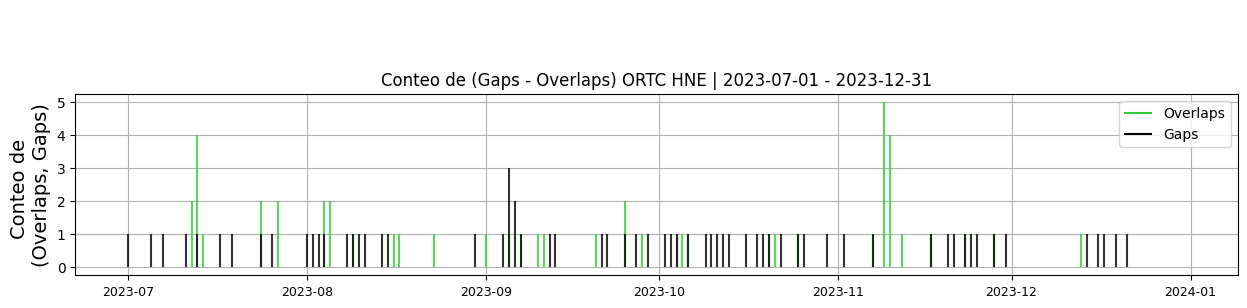 Conteo de (Gaps - Overlaps) ORTC HNE | 2023-07-01 - 2023-12-31
Conteo de
(Overlaps, Gaps)
5
4
3
2
1
0
Overlaps
Gaps
2023-07
2023-08
2023-09
2023-10
2023-11
2023-12
2024-01